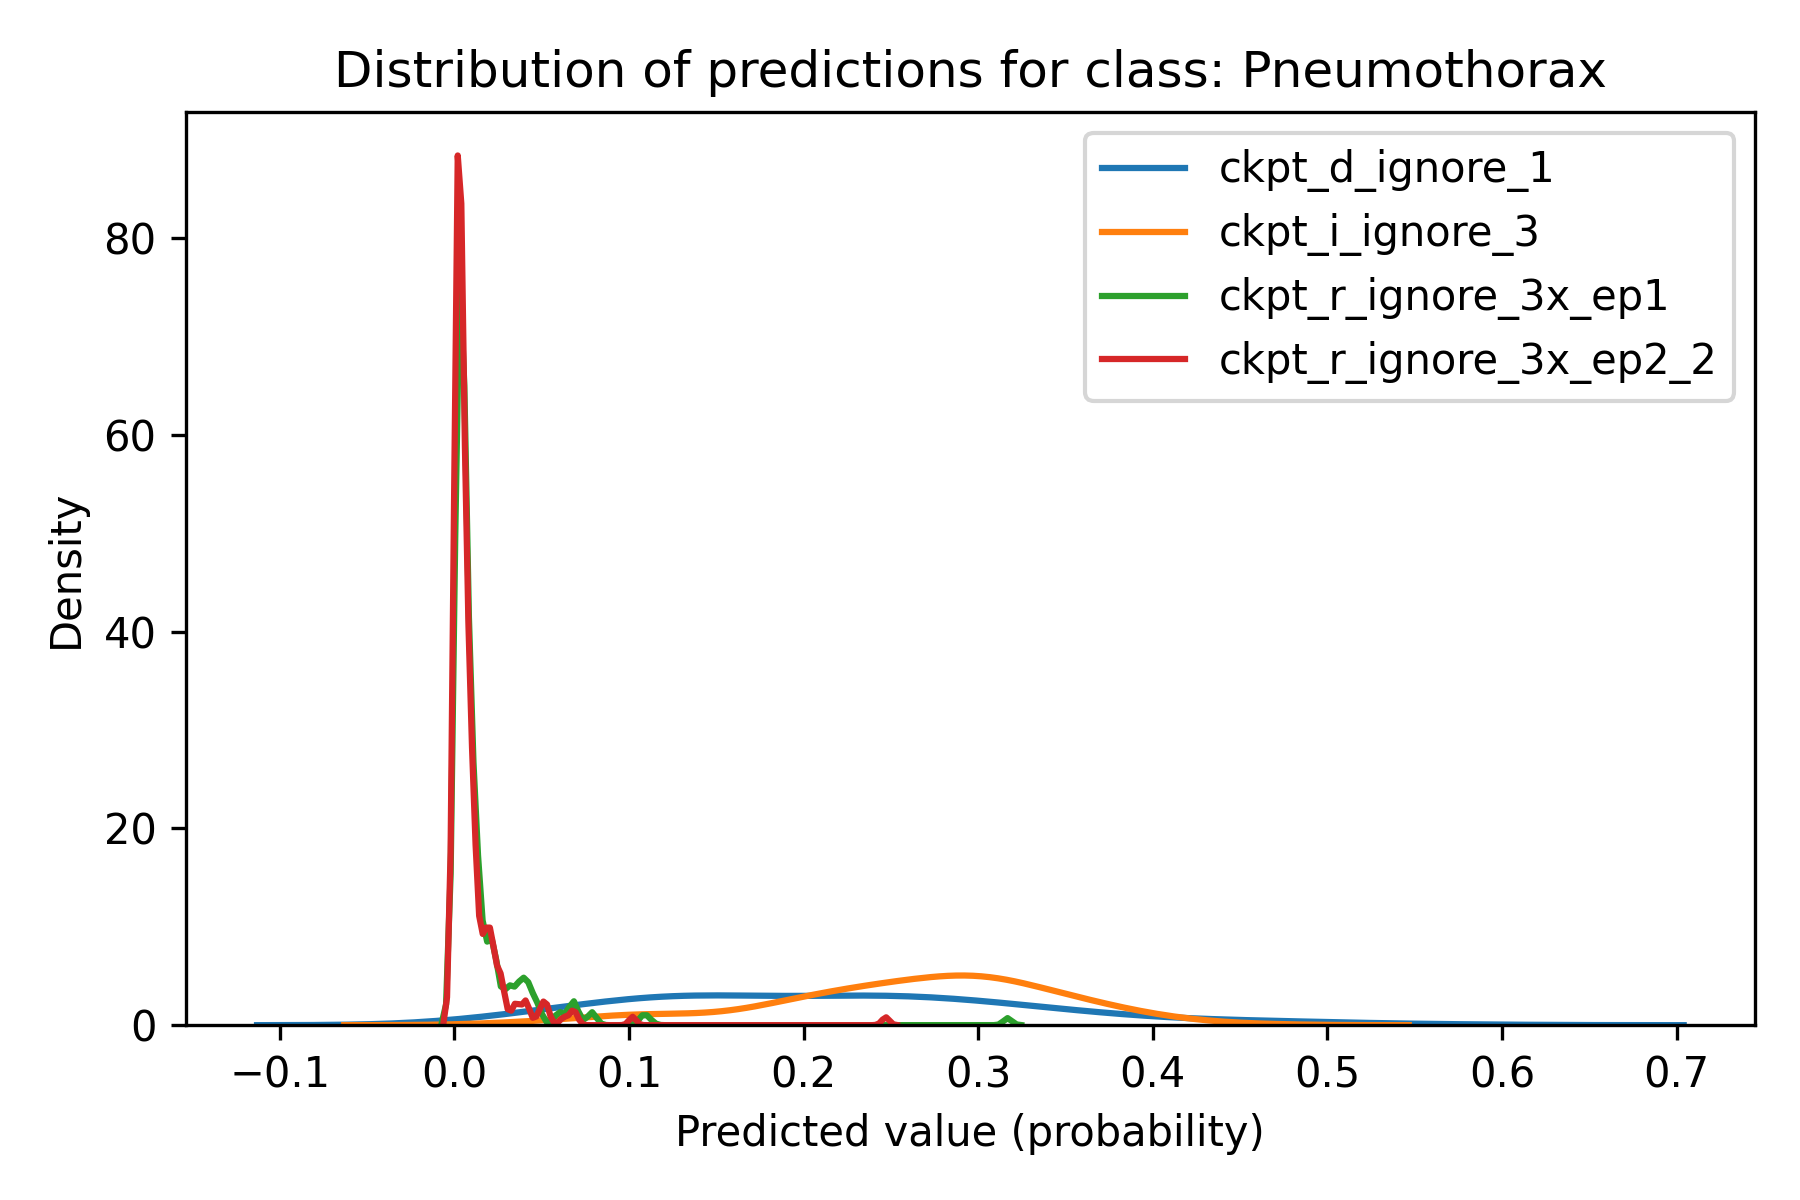 Distribution of predictions for class: Pneumothorax
ckpt_d_ignore_1
ckpt_i_ignore_3
ckpt_r_ignore_3x_ep1
ckpt_r_ignore_3x_ep2_2
Density
80
60
40
20
0
−0.1 0.0 0.1 0.2 0.3 0.4 0.5 0.6 0.7
Predicted value (probability)